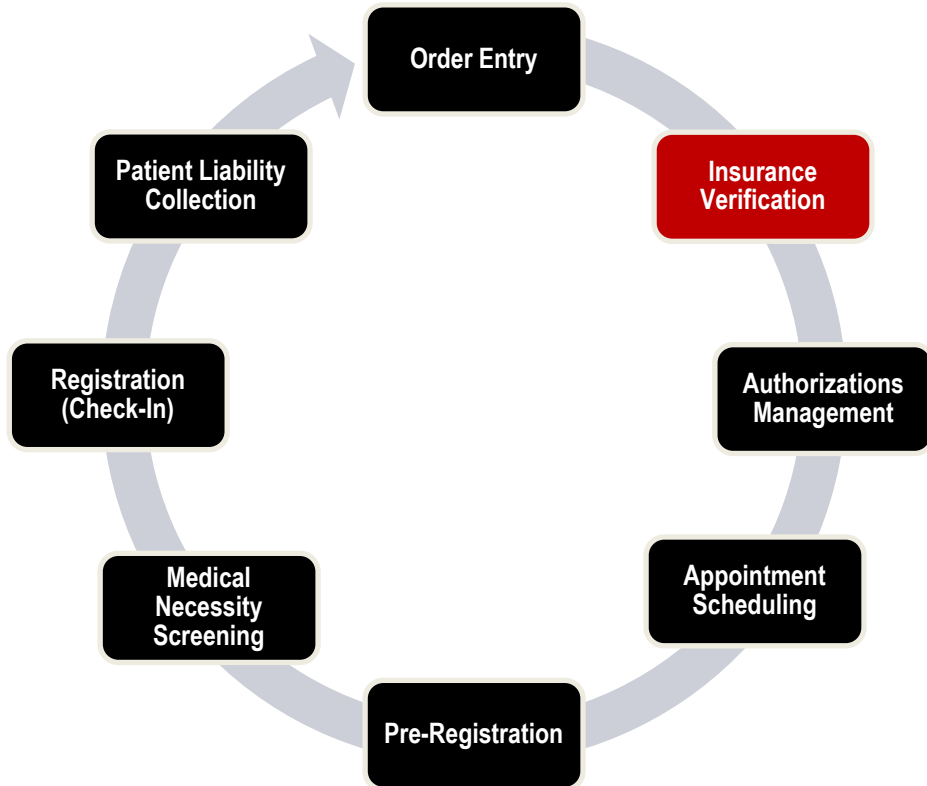 Order Entry
Insurance
Verification
Authorizations
Management
Appointment
Scheduling
Pre-Registration
Medical
Necessity
Screening
Registration
(Check-In)
Patient Liability
Collection